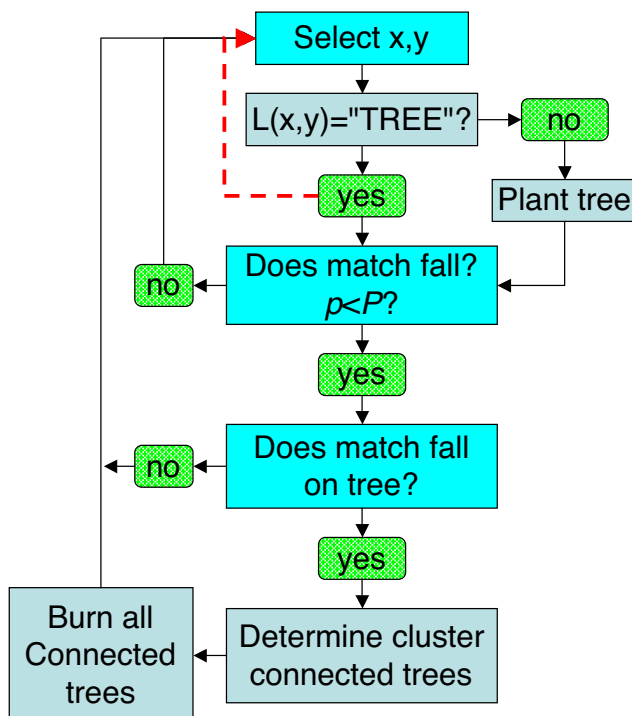 Select x,y
L(x,y)="TREE"?
no
yes
Plant tree
Does match fall?
p<P?
no
yes
Does match fall
on tree?
no
yes
Burn all
Connected
trees
Determine cluster
connected trees